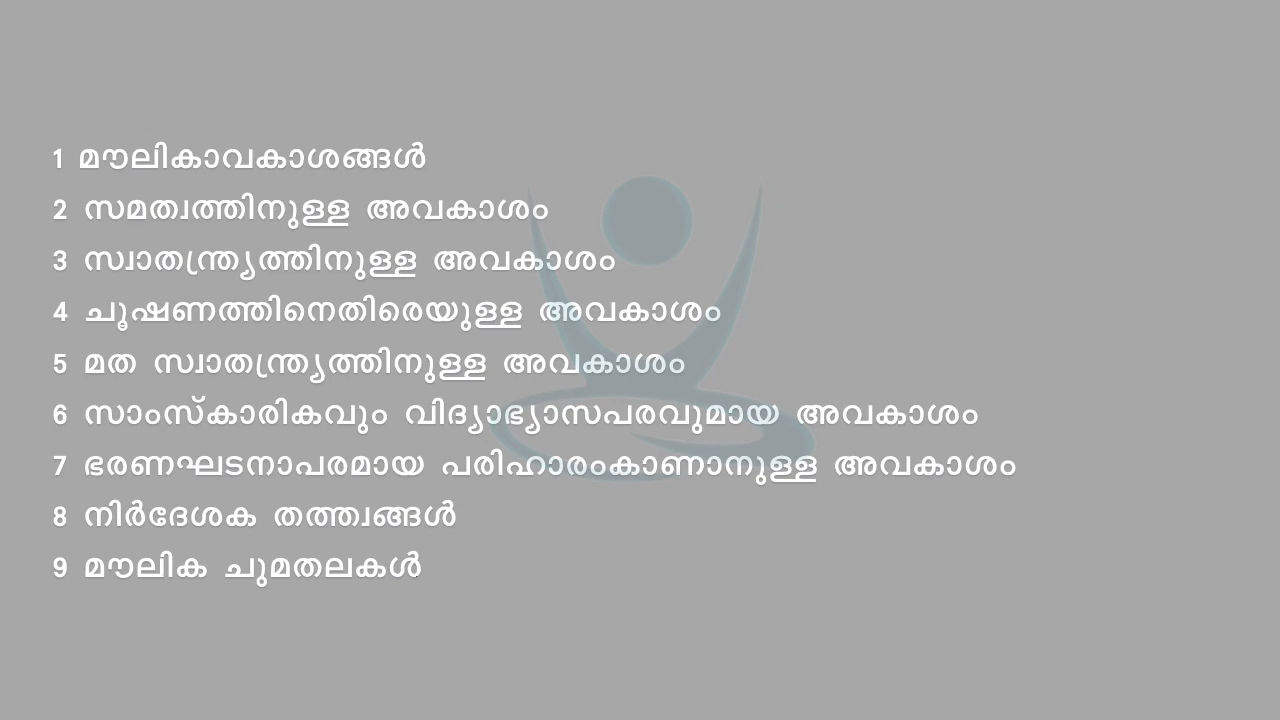 1 മൗലികാവകാശങ്ങൾ
2 സമത്വത്തിനുള്ള അവകാശം
3 സ്വാതന്ത്ര്യത്തിനുള്ള അവകാശം
4 ചൂഷണത്തിനെതിരെയുള്ള അവകാശം
5 മത സ്വാതന്ത്ര്യത്തിനുള്ള അവകാശം
6 സാംസ്കാരികവും വിദ്യാഭ്യാസപരവുമായ അവകാശം
7 ഭരണഘടനാപരമായ പരിഹാരംകാണാനുള്ള അവകാശം
8 നിർദേശക തത്ത്വങ്ങൾ
9 മൗലിക ചുമതലകൾ